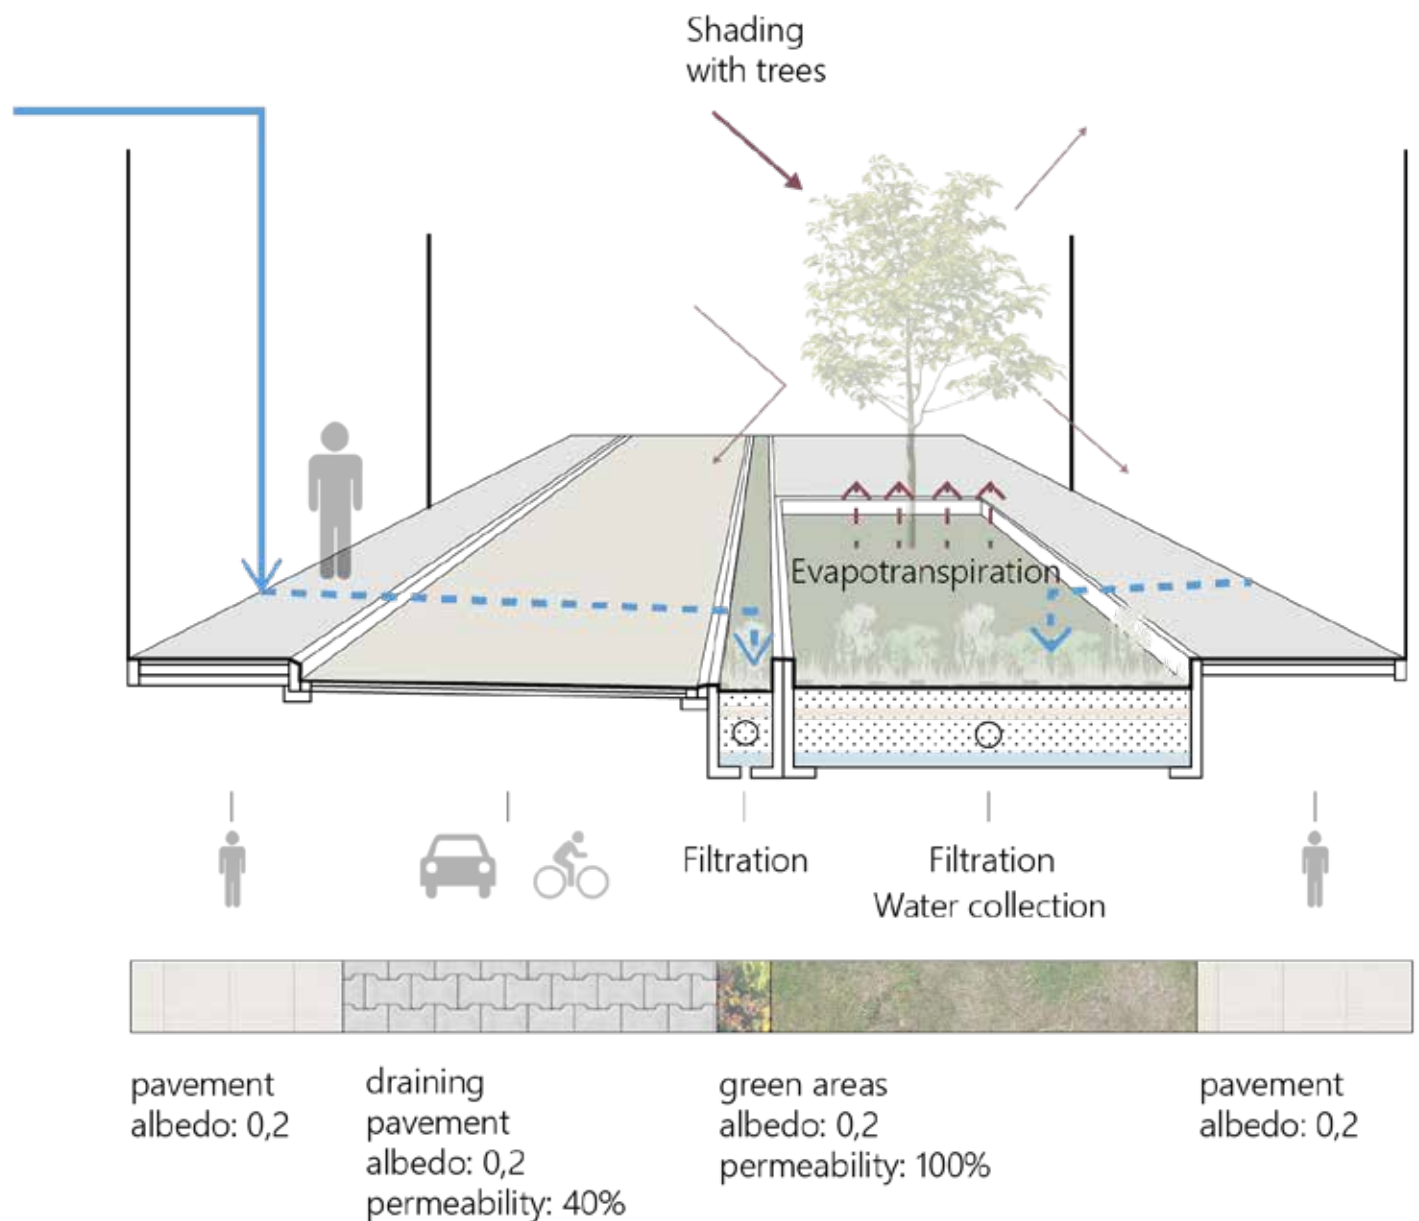 Shading
with trees
Evapotranspiration
Filtration
Filtration
Water collection
pavement
albedo: 0,2
draining
pavement
albedo: 0,2
permeability: 40%
green areas
albedo: 0,2
permeability: 100%
pavement
albedo: 0,2